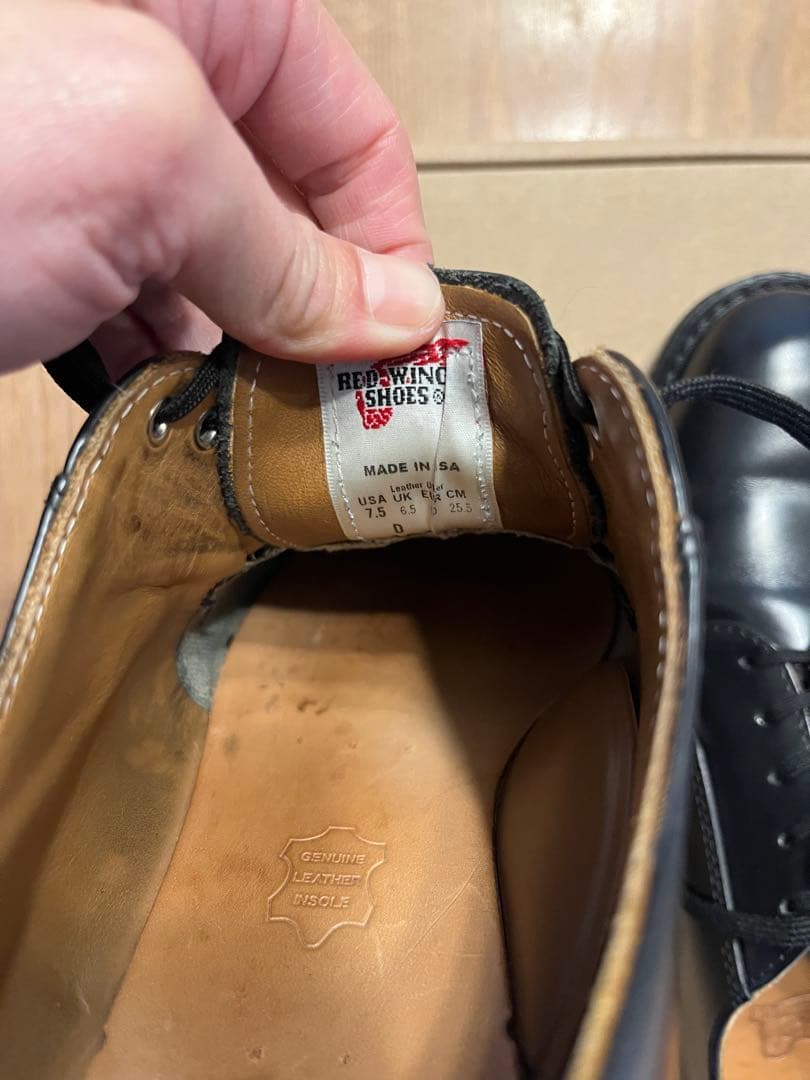 RED WING
SHOES®
MADE IN USA
Leather Upper
USA UK EUR CM
7.5 6.5 25.5
D
GENUINE
LEATHER
INSOLE